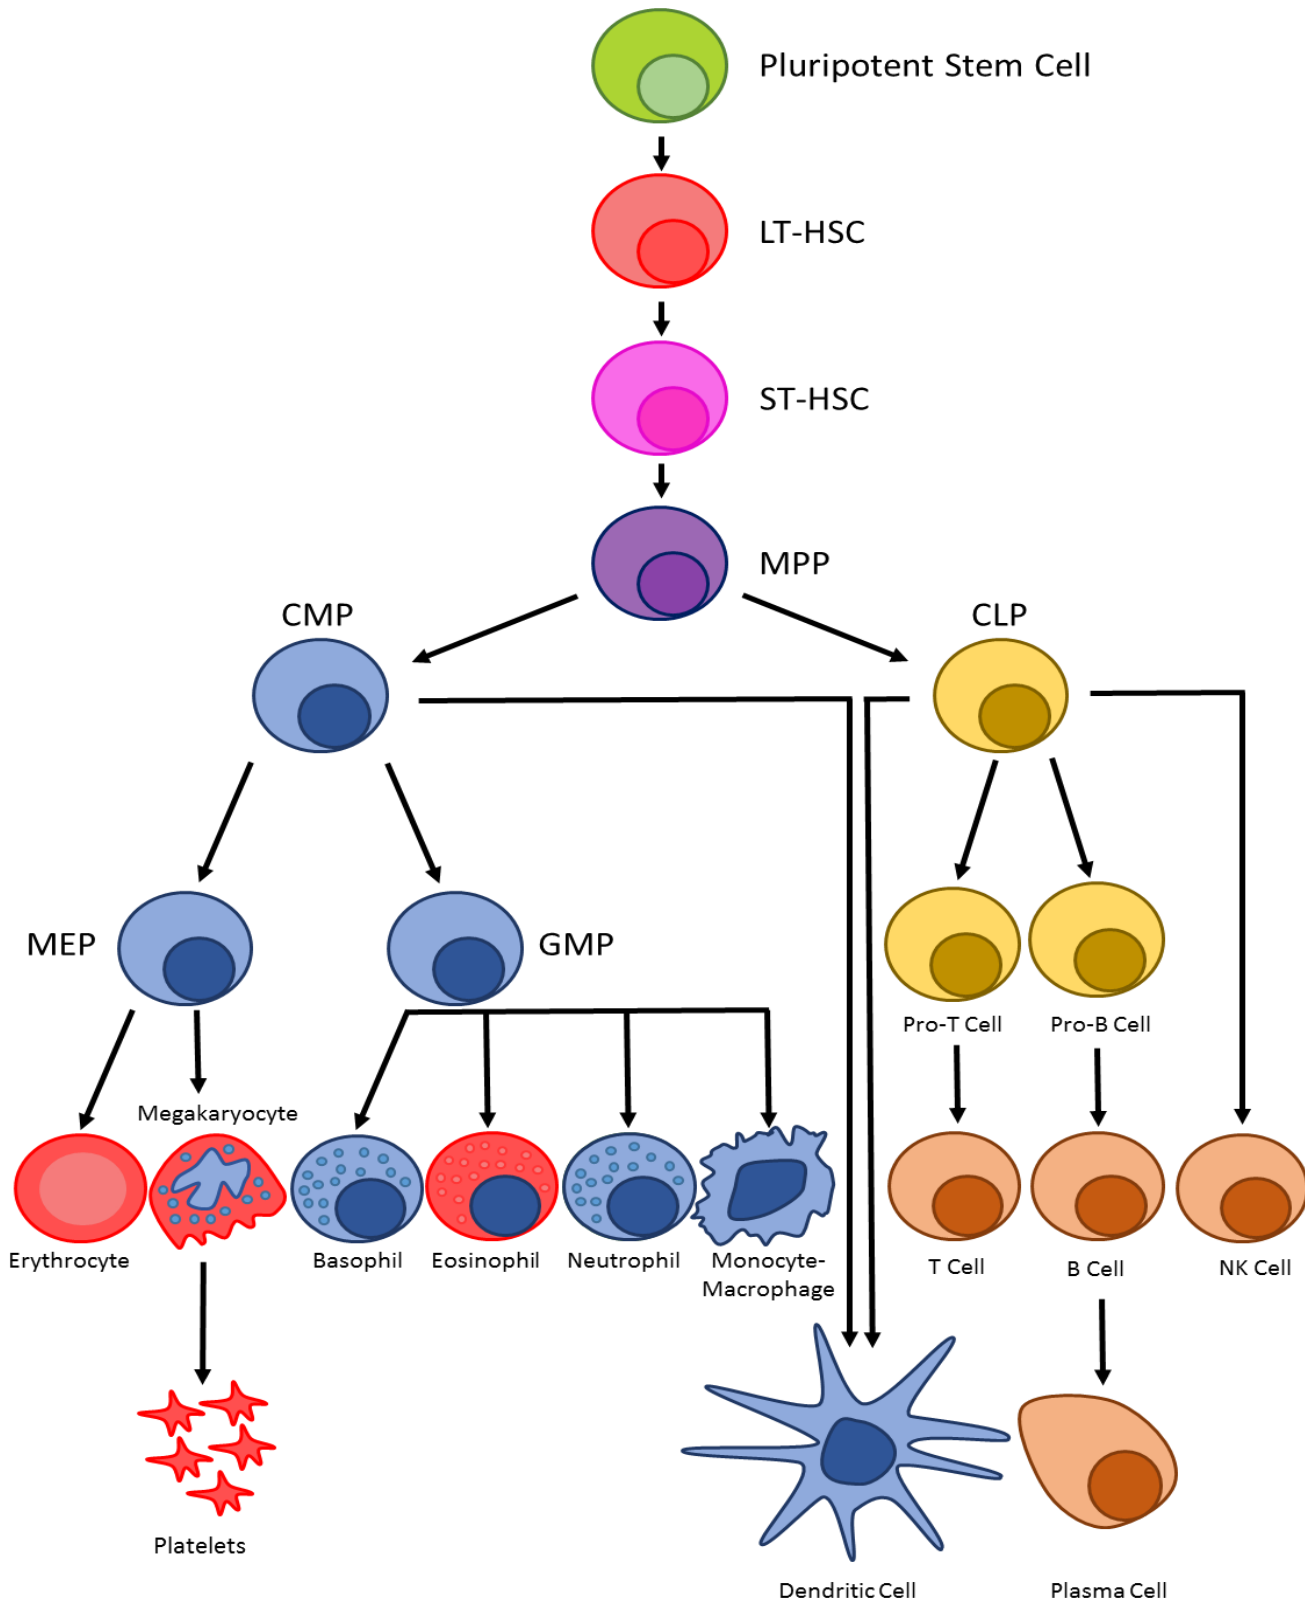 Pluripotent Stem Cell
LT-HSC
ST-HSC
MPP
CMP
CLP
MEP
GMP
Pro-T Cell
Pro-B Cell
Megakaryocyte
Erythrocyte
Basophil
Eosinophil
Neutrophil
Monocyte-
Macrophage
T Cell
B Cell
NK Cell
Platelets
Dendritic Cell
Plasma Cell